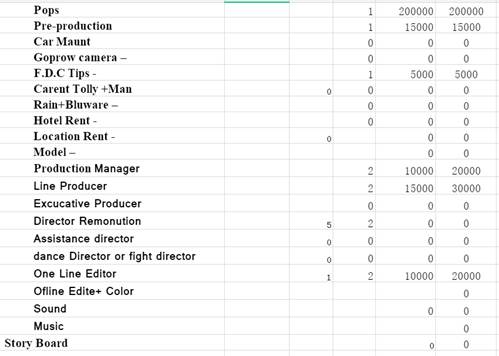 Pops 1 200000 200000
Pre-production 1 15000 15000
Car Maunt 0 0 0
Goprow camera – 0 0 0
F.D.C Tips - 1 5000 5000
Carent Tolly +Man 0 0 0 0
Rain+Bluware – 0 0 0
Hotel Rent - 0 0 0
Location Rent - 0 0 0
Model – 0 0
Production Manager 2 10000 20000
Line Producer 2 15000 30000
Excucative Producer 0 0 0
Director Remonution 5 2 0 0
Assistance director 0 0 0 0
dance Director or fight director 0 0 0 0
One Line Editor 1 2 10000 20000
Ofline Edite+ Color 0
Sound 0 0
Music 0
Story Board 0 0